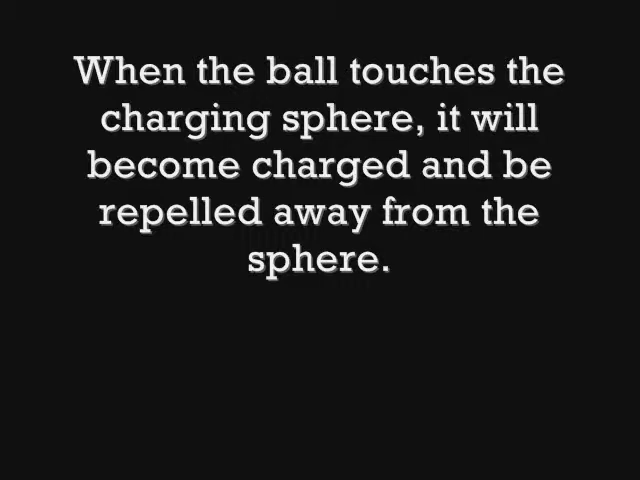 When the ball touches the
charging sphere, it will
become charged and be
repelled away from the
sphere.